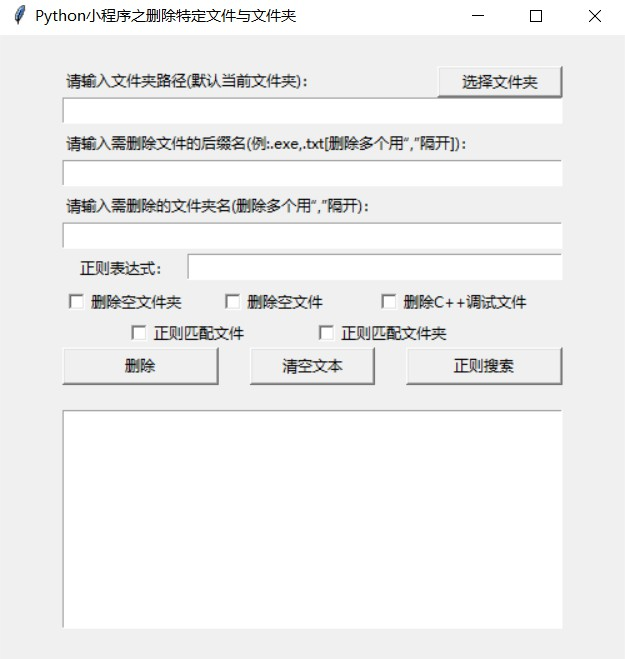 Python小程序之删除特定文件与文件夹
请输入文件夹路径(默认当前文件夹)：
选择文件夹
请输入需删除文件的后缀名(例:.exe,.txt[删除多个用“,”隔开])：
请输入需删除的文件夹名(删除多个用“,”隔开)：
正则表达式：
删除空文件夹 删除空文件 删除C++调试文件
正则匹配文件 正则匹配文件夹
删除 清空文本 正则搜索